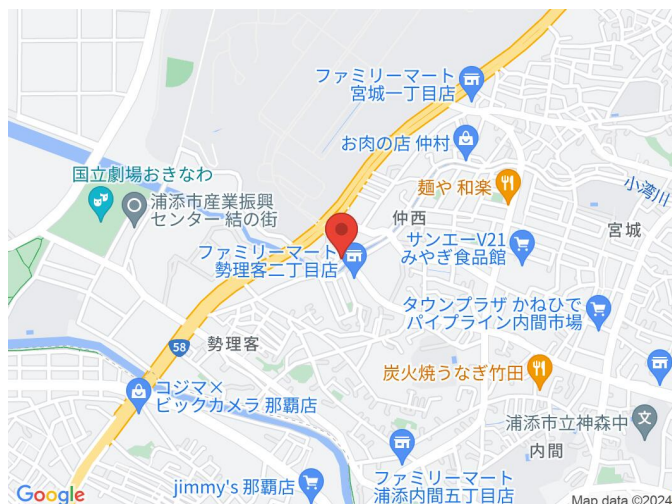 ファミリーマート
宮城一丁目店
お肉の店 仲村
国立劇場おきなわ
麺や 和楽
小湾川
浦添市産業振興
センター結の街
仲西
宮城
サンエーV21
みやぎ食品館
ファミリーマート
勢理客二丁目店
タウンプラザ かねひで
パイプライン内間市場
58
勢理客
炭火焼うなぎ竹田
コジマ×
ビックカメラ 那覇店
浦添市立神森中
内間
ファミリーマート
浦添内間五丁目店
jimmy's 那覇店
Google
Map data ©2024